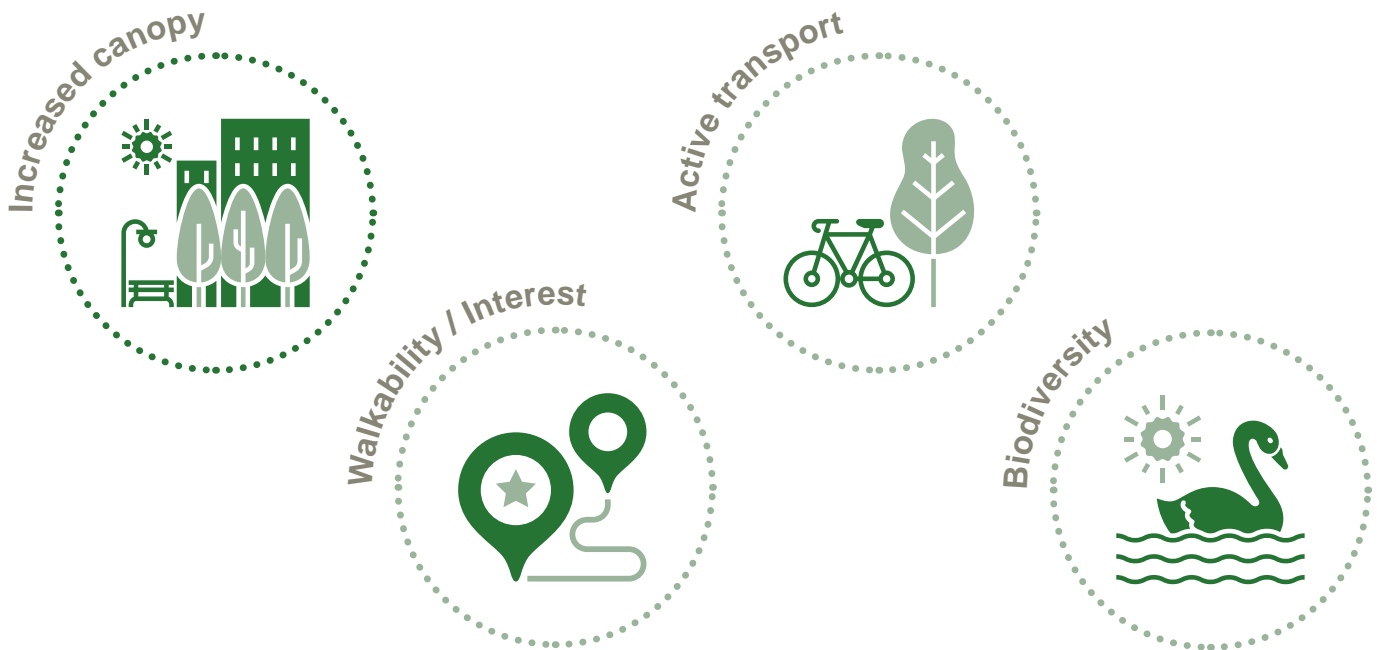 Increased canopy
Walkability / Interest
Active transport
Biodiversity